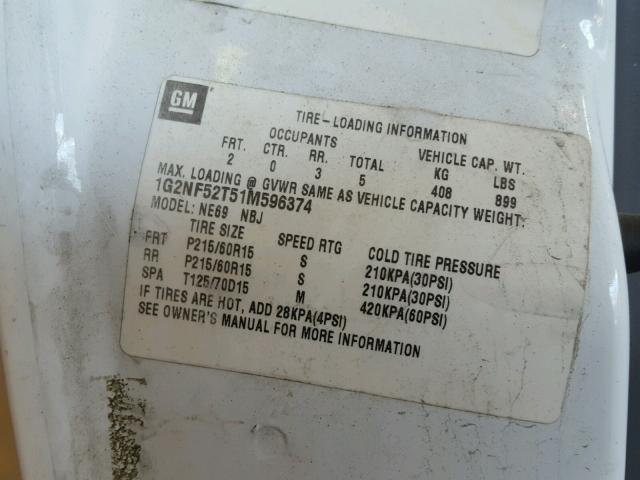 GM
TIRE-LOADING INFORMATION
OCCUPANTS VEHICLE CAP. WT.
FRT. CTR. RR. TOTAL KG LBS
2 0 3 5 408 899
MAX. LOADING @ GVWR SAME AS VEHICLE CAPACITY WEIGHT.
1G2NF52T51M596374
MODEL: NE69 NBJ
TIRE SIZE SPEED RTG COLD TIRE PRESSURE
FRT P215/60R15 S 210KPA(30PSI)
RR P215/60R15 S 210KPA(30PSI)
SPA T125/70D15 M 420KPA(60PSI)
IF TIRES ARE HOT, ADD 28KPA(4PSI)
SEE OWNER'S MANUAL FOR MORE INFORMATION